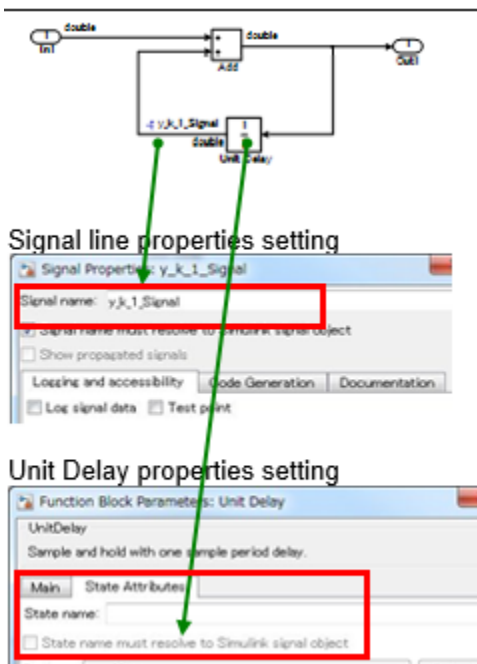 double
double
1
In1
+
+
Add
1
Out1
y_k_1_Signal
double
1
Unit Delay
Signal line properties setting
Signal Properties: y_k_1_Signal
Signal name: y_k_1_Signal
Signal name must resolve to Simulink signal object
Show propagated signals
Logging and accessibility Code Generation Documentation
Log signal data Test point
Unit Delay properties setting
Function Block Parameters: Unit Delay
UnitDelay
Sample and hold with one sample period delay.
Main State Attributes
State name:
State name must resolve to Simulink signal object